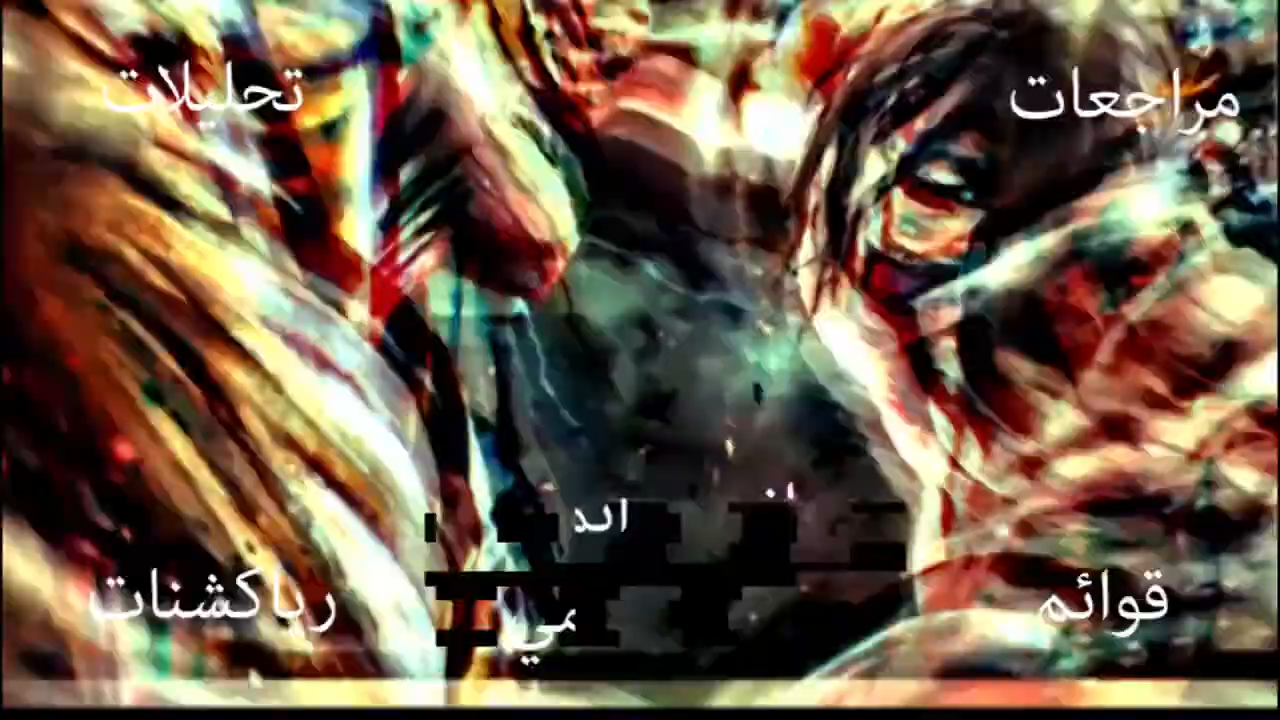 مراجعات
تحليلات
قوائم
رياكشنات